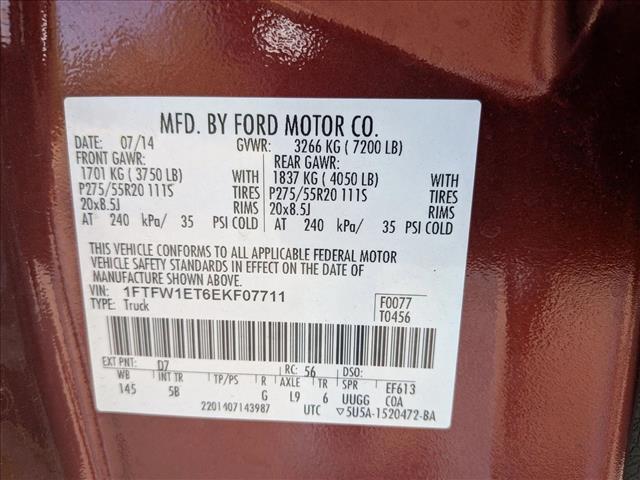 MFD. BY FORD MOTOR CO.
DATE: 07/14 GVWR: 3266 KG ( 7200 LB)
FRONT GAWR: REAR GAWR:
1701 KG ( 3750 LB) WITH 1837 KG ( 4050 LB) WITH
P275/55R20 111S TIRES P275/55R20 111S TIRES
20x8.5J RIMS 20x8.5J RIMS
AT 240 kPa/ 35 PSI COLD AT 240 kPa/ 35 PSI COLD
THIS VEHICLE CONFORMS TO ALL APPLICABLE FEDERAL MOTOR
VEHICLE SAFETY STANDARDS IN EFFECT ON THE DATE OF
MANUFACTURE SHOWN ABOVE.
VIN: 1FTFW1ET6EKF07711 F0077
TYPE: Truck T0456
EXT PNT: D7 RC: 56 DSO:
WB INT TR TP/PS R AXLE TR SPR EF613
145 5B G L9 6 UUGG COA
2201407143987 UTC ▽5U5A-1520472-BA